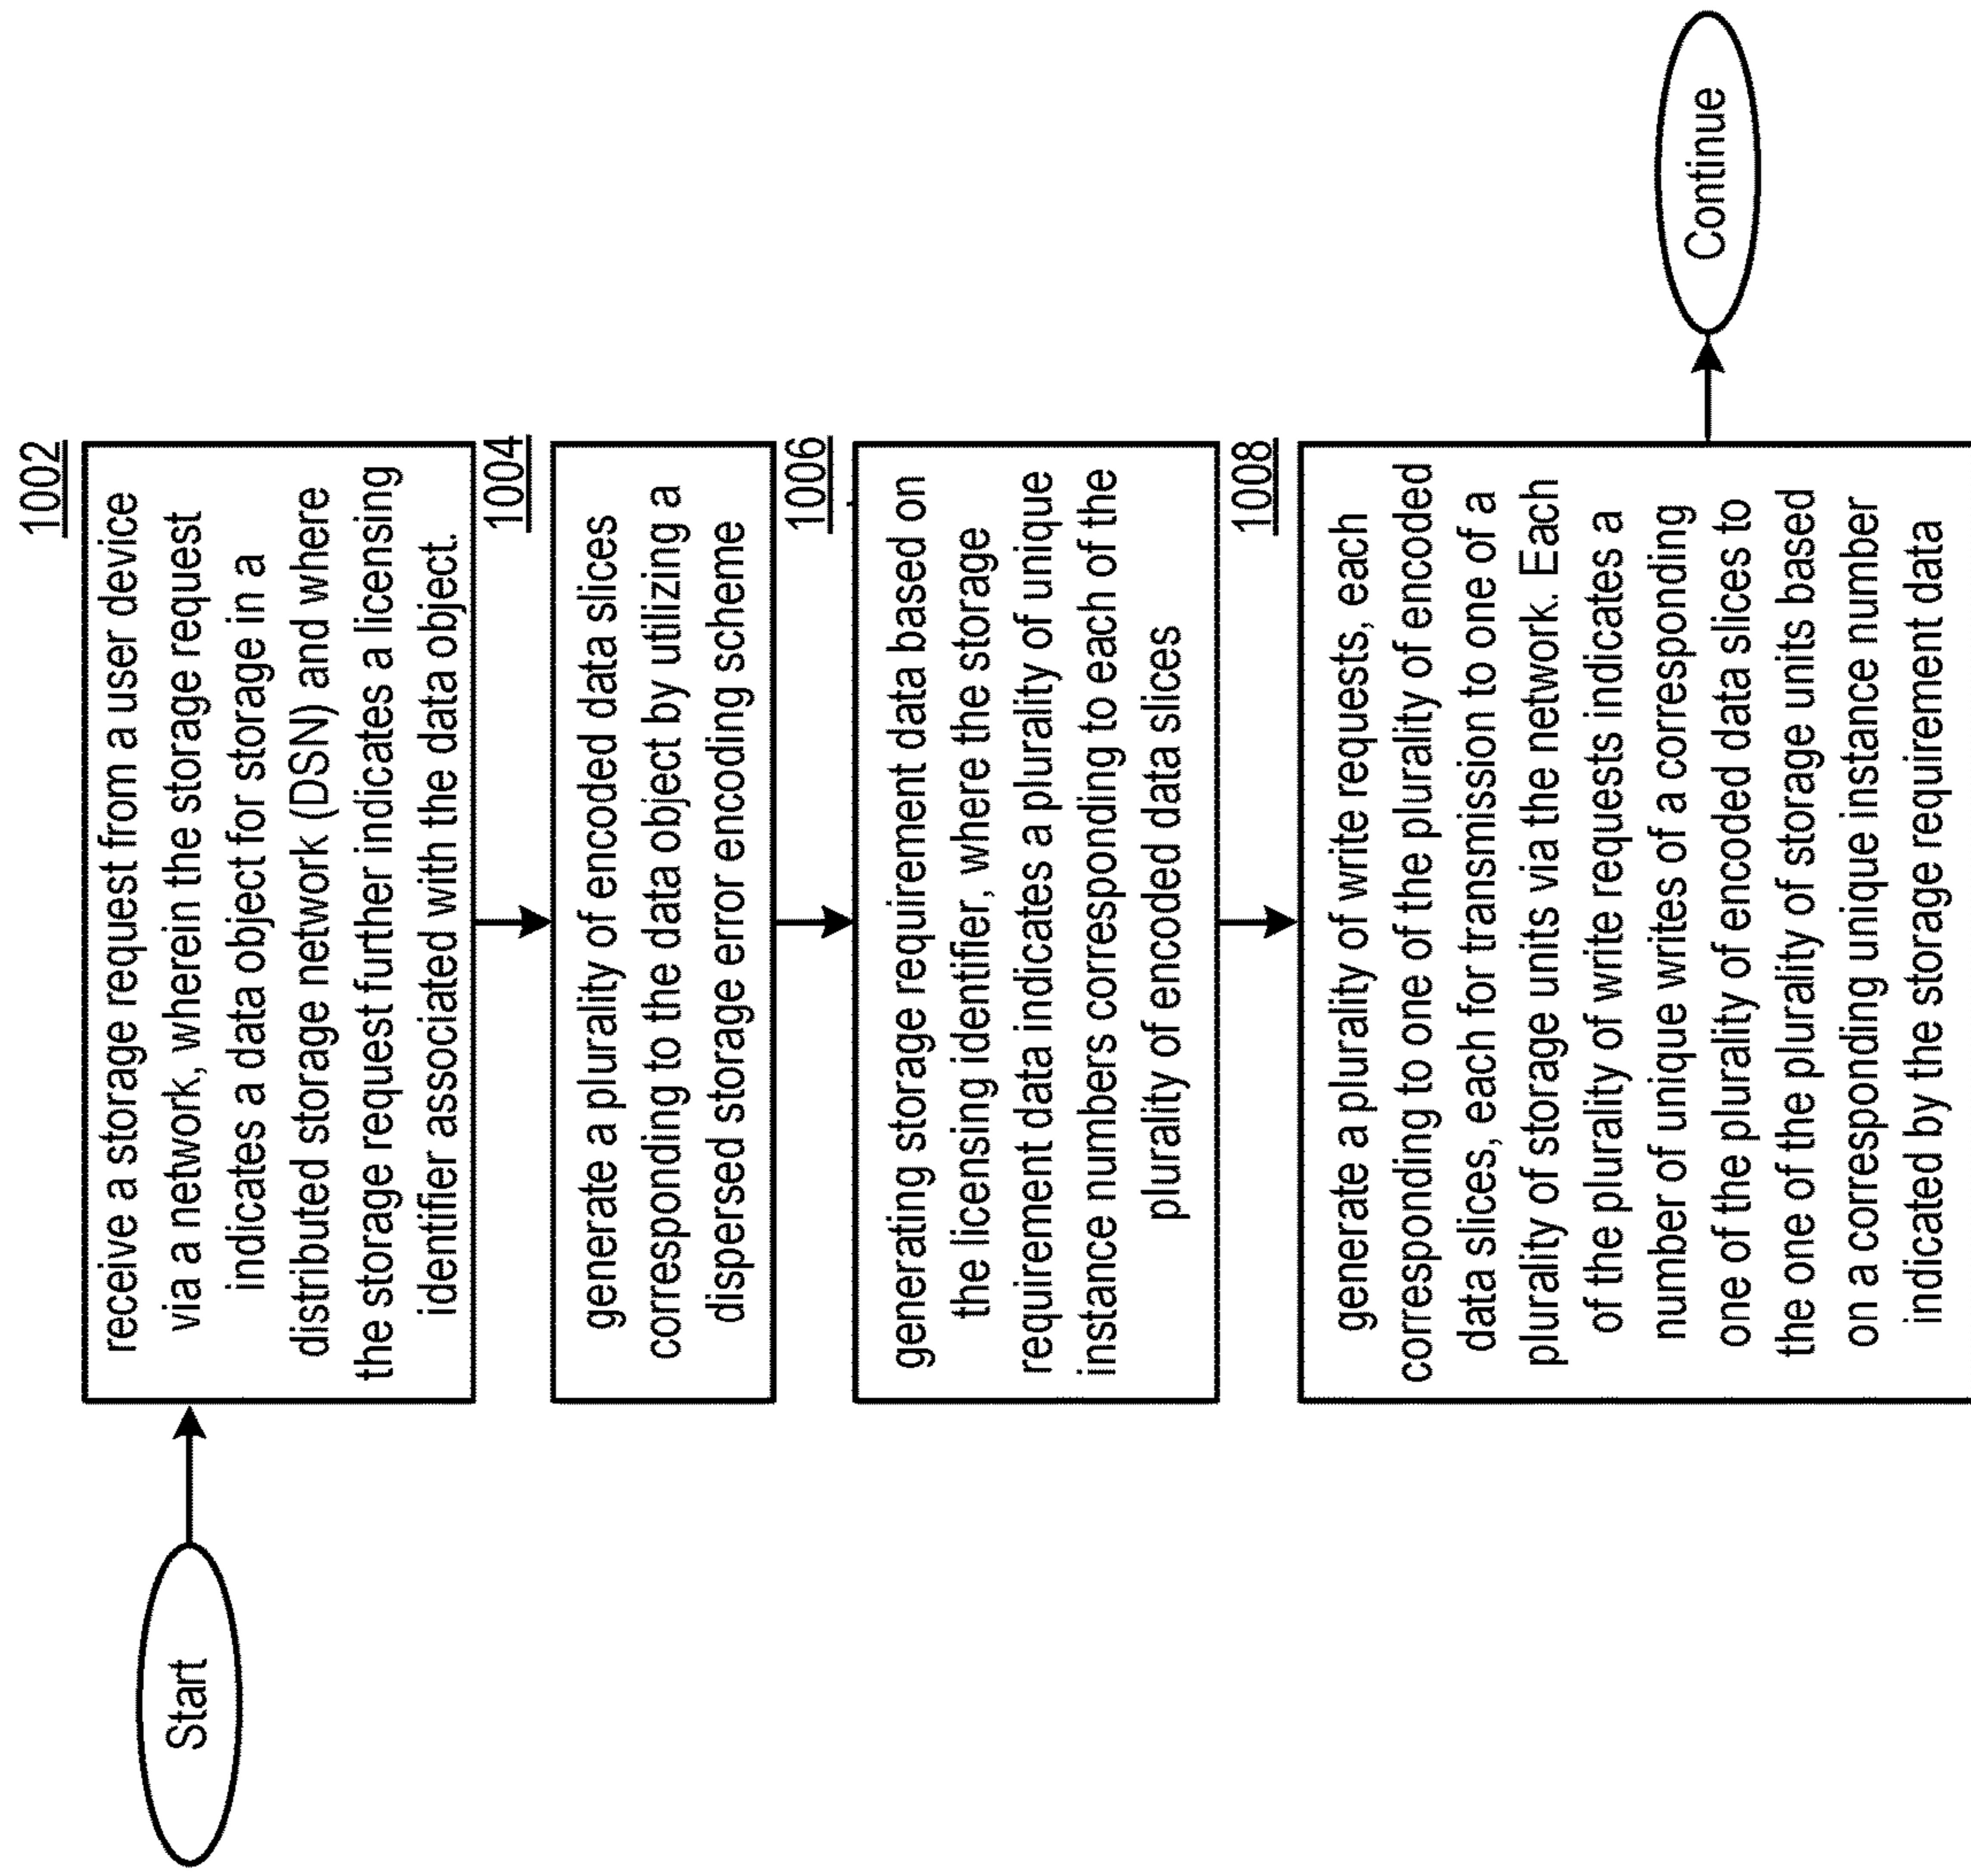 Start
1002
receive a storage request from a user device
via a network, wherein the storage request
indicates a data object for storage in a
distributed storage network (DSN) and where
the storage request further indicates a licensing
identifier associated with the data object.
1004
generate a plurality of encoded data slices
corresponding to the data object by utilizing a
dispersed storage error encoding scheme
1006
generating storage requirement data based on
the licensing identifier, where the storage
requirement data indicates a plurality of unique
instance numbers corresponding to each of the
plurality of encoded data slices
1008
generate a plurality of write requests, each
corresponding to one of the plurality of encoded
data slices, each for transmission to one of a
plurality of storage units via the network. Each
of the plurality of write requests indicates a
number of unique writes of a corresponding
one of the plurality of encoded data slices to
the one of the plurality of storage units based
on a corresponding unique instance number
indicated by the storage requirement data
Continue